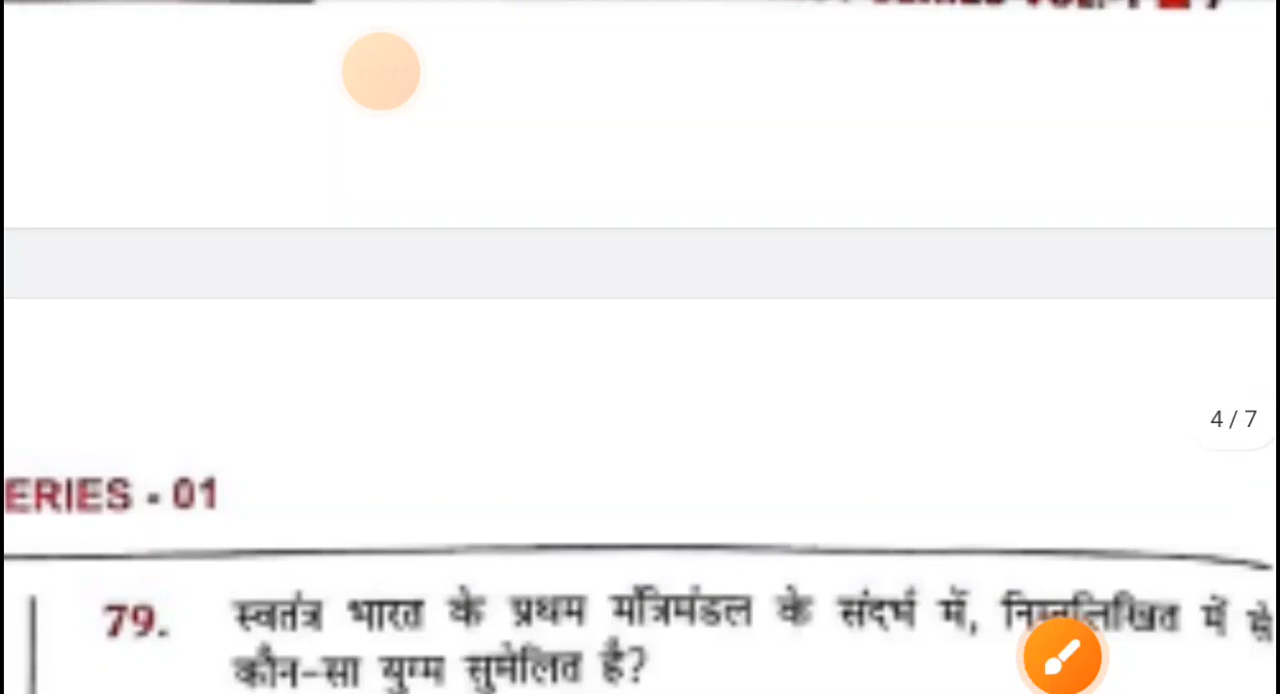 4 / 7
ERIES - 01
79. स्वतंत्र भारत के प्रथम मंत्रिमंडल के संदर्भ में, निम्नलिखित में से
कौन-सा युग्म सुमेलित है?